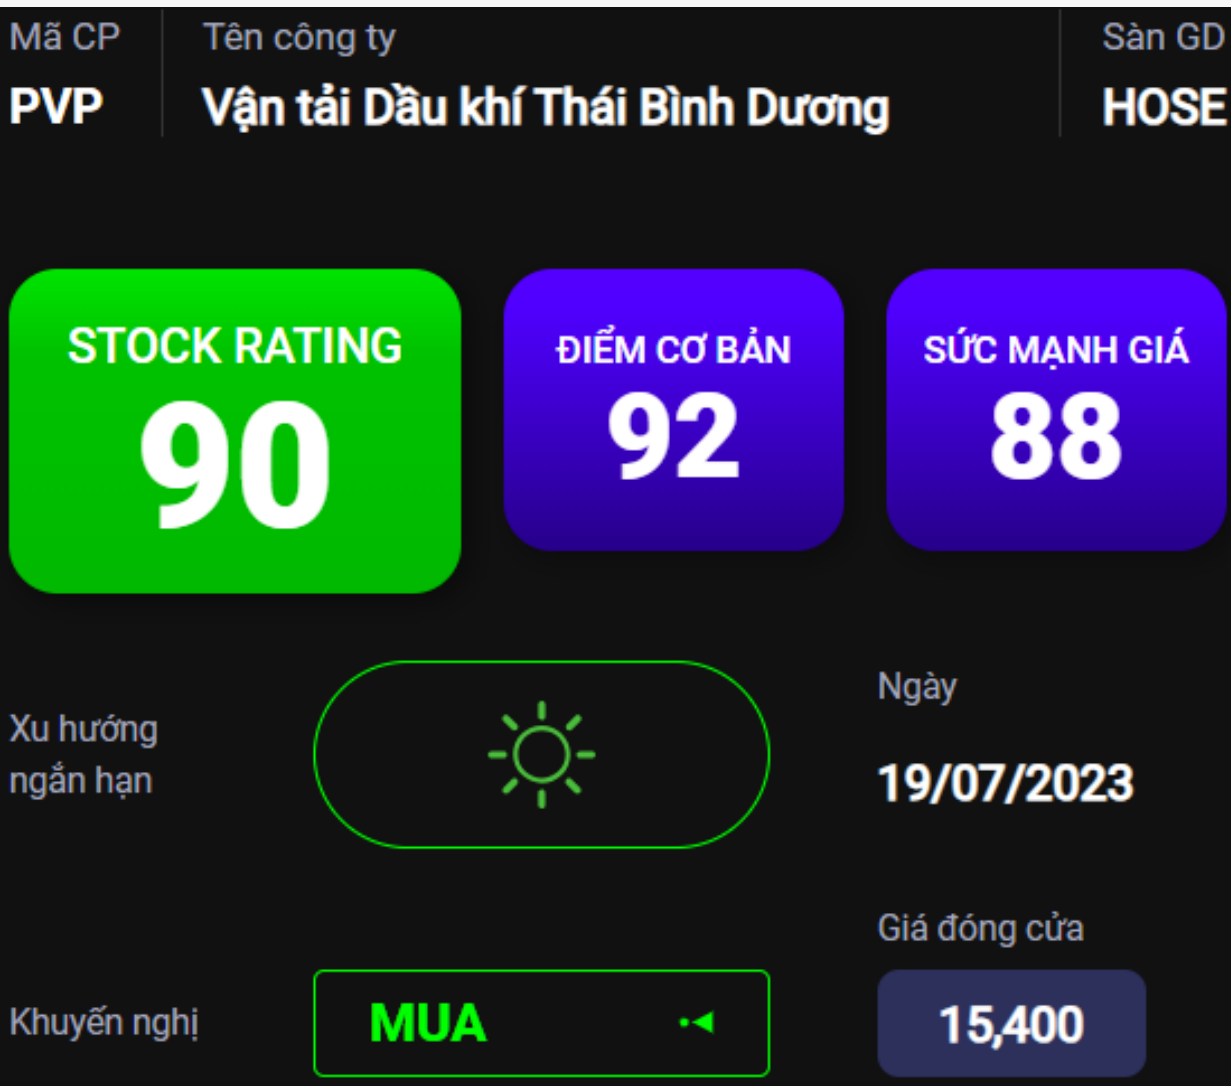 Mã CP
Tên công ty
Sàn GD
PVP
Vận tải Dầu khí Thái Bình Dương
HOSE
STOCK RATING
90
ĐIỂM CƠ BẢN
92
SỨC MẠNH GIÁ
88
Xu hướng
ngắn hạn
Ngày
19/07/2023
Giá đóng cửa
Khuyến nghị
MUA
15,400